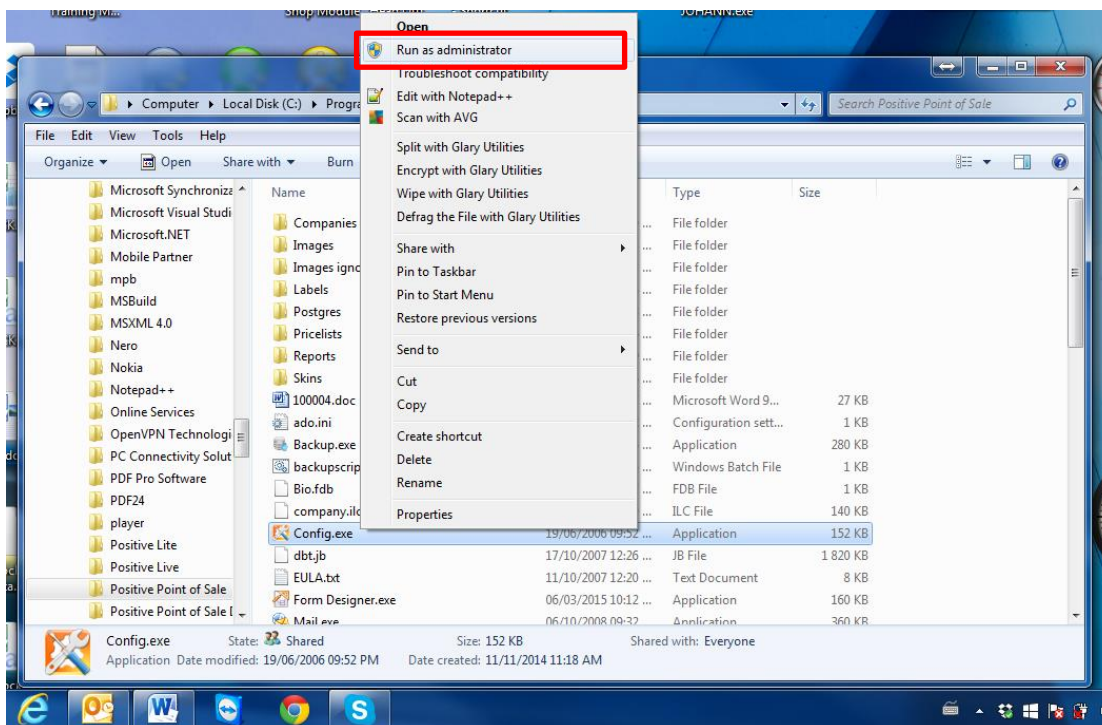 JOHANN.exe
Open
Run as administrator
Troubleshoot compatibility
Edit with Notepad++
Scan with AVG
Split with Glary Utilities
Encrypt with Glary Utilities
Wipe with Glary Utilities
Defrag the File with Glary Utilities
Share with
Pin to Taskbar
Pin to Start Menu
Restore previous versions
Send to
Cut
Copy
Create shortcut
Delete
Rename
Properties
Computer Local Disk (C:)
Search Positive Point of Sale
File Edit View Tools Help
Organize Open Share with Burn
Microsoft
Microsoft Visual
Microsoft.NET
Mobile Partner
mpb
MSBuild
MSXML 4.0
Nero
Nokia
Notepad++
Online Services
OpenVPN
PC Connectivity
PDF Pro Software
PDF24
player
Positive Lite
Positive Live
Positive Point of Sale
Positive Point of Sale
Name Type Size
Companies ... File folder
Images ... File folder
Images ... File folder
Labels ... File folder
Postgres ... File folder
Pricelists ... File folder
Reports ... File folder
Skins ... File folder
100004.doc ... Microsoft Word 9... 27 KB
ado.ini ... Configuration sett... 1 KB
Backup.exe ... Application 280 KB
backupscrip ... Windows Batch File 1 KB
Bio.fdb ... FDB File 1 KB
company.ilc ... ILC File 140 KB
Config.exe 19/06/2006 09:52 ... Application 152 KB
dbt.jb 17/10/2007 12:26 ... JB File 1 820 KB
EULA.txt 11/10/2007 12:20 ... Text Document 8 KB
Form Designer.exe 06/03/2015 10:12 ... Application 160 KB
Mail.exe 06/10/2008 09:32 Application 360 KB
Config.exe State: Shared Size: 152 KB Shared with: Everyone
Application Date modified: 19/06/2006 09:52 PM Date created: 11/11/2014 11:18 AM